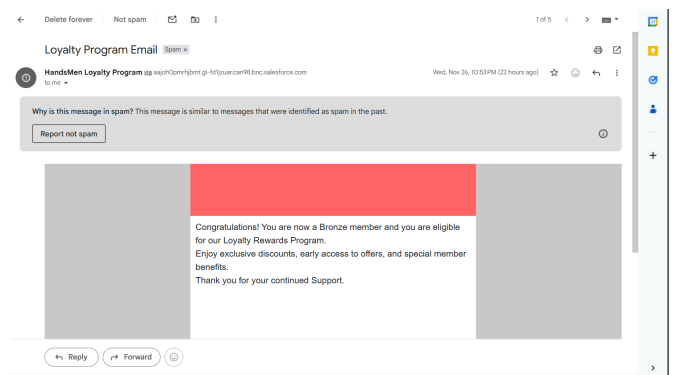 Delete forever Not spam 1 of 5
Loyalty Program Email Spam ×
HandsMen Loyalty Program via aajoh0pmrhjbmt.gl-fd1jzuar.can98.bnc.salesforce.com Wed, Nov 26, 10:53 PM (22 hours ago)
to me
Why is this message in spam? This message is similar to messages that were identified as spam in the past.
Report not spam
Congratulations! You are now a Bronze member and you are eligible
for our Loyalty Rewards Program.
Enjoy exclusive discounts, early access to offers, and special member
benefits.
Thank you for your continued Support.
Reply Forward